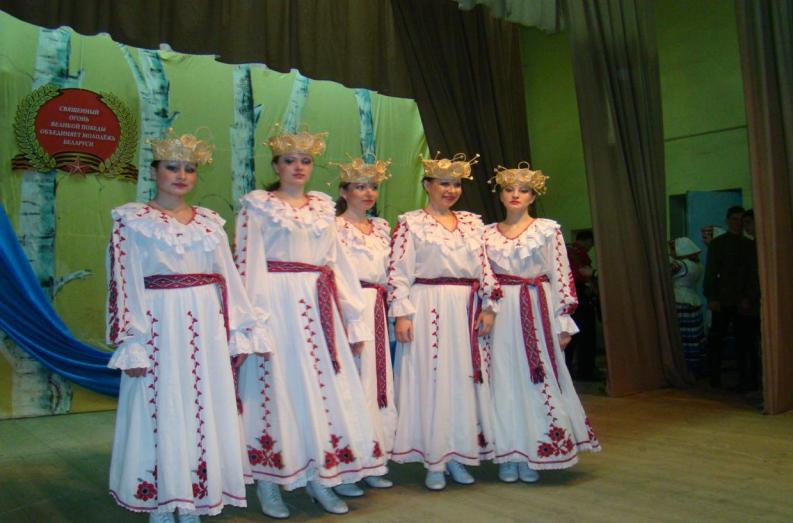 СВЯЩЕННЫЙ
ОГОНЬ
ВЕЛИКОЙ ПОБЕДЫ
ОБЪЕДИНЯЕТ МОЛОДЁЖЬ
БЕЛАРУСИ